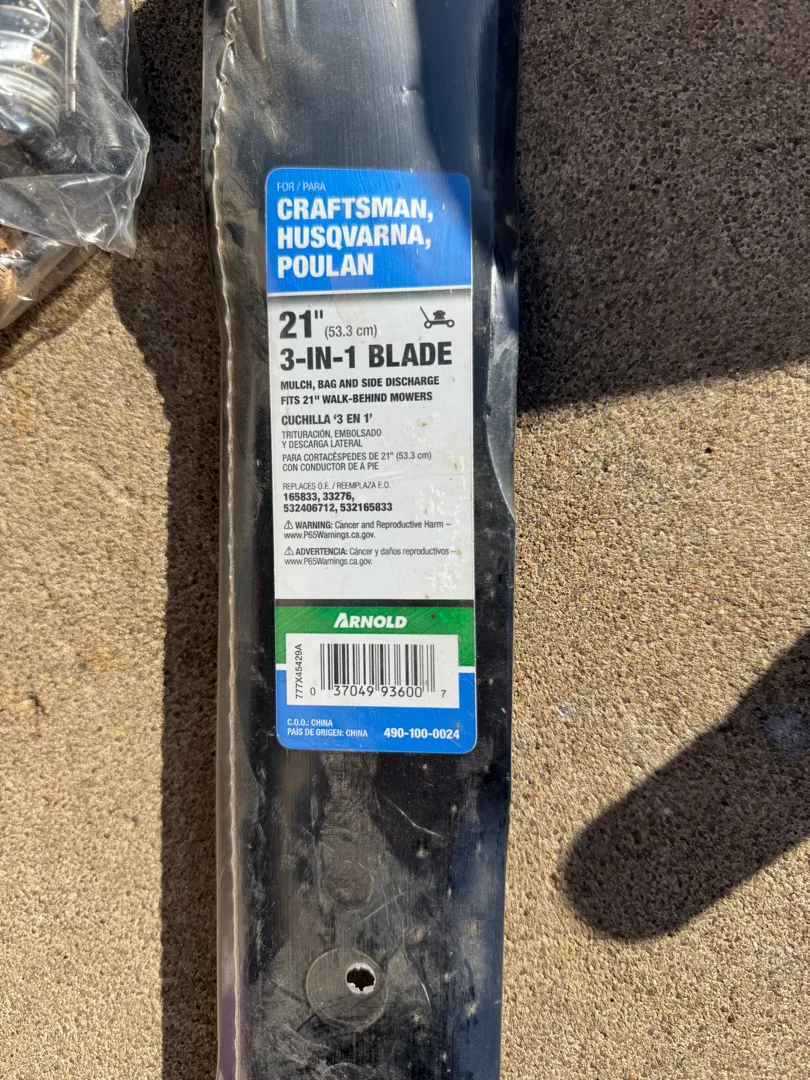 FOR / PARA
CRAFTSMAN,
HUSQVARNA,
POULAN
21" (53.3 cm)
3-IN-1 BLADE
MULCH, BAG AND SIDE DISCHARGE
FITS 21" WALK-BEHIND MOWERS
CUCHILLA ‘3 EN 1’
TRITURACIÓN, EMBOLSADO
Y DESCARGA LATERAL
PARA CORTACÉSPEDES DE 21" (53.3 cm)
CON CONDUCTOR DE A PIE
REPLACES O.E. / REEMPLAZA E.O.
165833, 33276,
532406712, 532165833
⚠ WARNING: Cancer and Reproductive Harm –
www.P65Warnings.ca.gov.
⚠ ADVERTENCIA: Cáncer y daños reproductivos –
www.P65Warnings.ca.gov.
ARNOLD
777X45429A
0 37049 93600 7
C.O.O.: CHINA
PAÍS DE ORIGEN: CHINA 490-100-0024